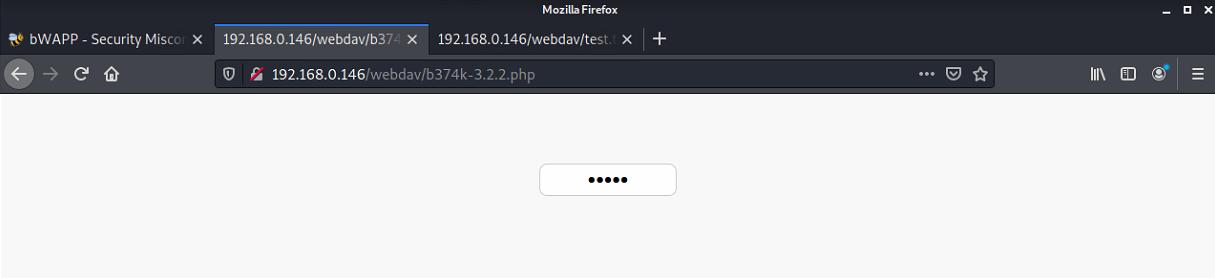 Mozilla Firefox
bWAPP - Security Miscon
192.168.0.146/webdav/b374
192.168.0.146/webdav/test.t
192.168.0.146/webdav/b374k-3.2.2.php
•••••